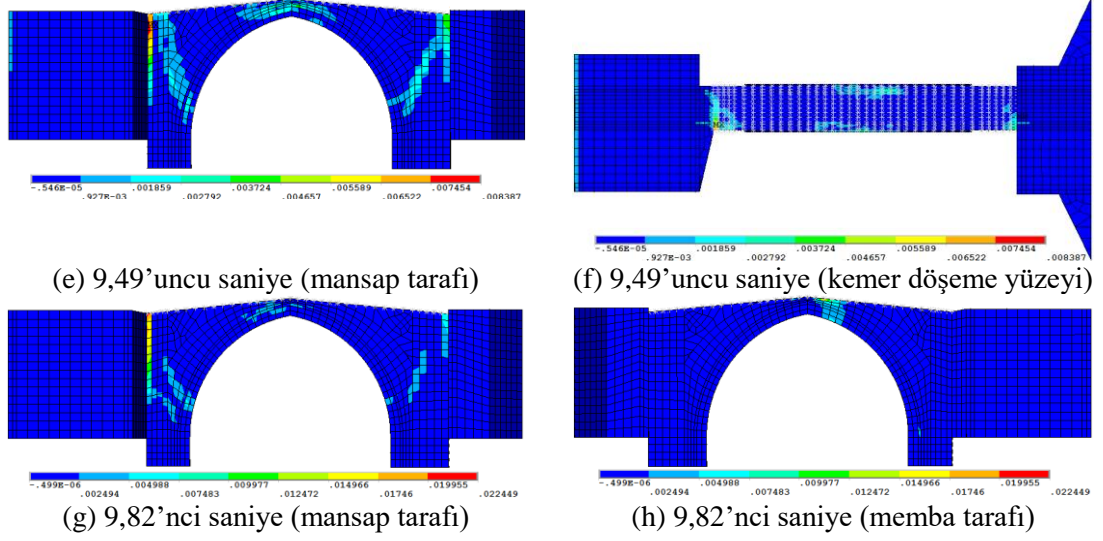 -.546E-05 .001859 .003724 .005589 .007454
.927E-03 .002792 .004657 .006522 .008387
(e) 9,49’uncu saniye (mansap tarafı)
-.546E-05 .001859 .003724 .005589 .007454
.927E-03 .002792 .004657 .006522 .008387
(f) 9,49’uncu saniye (kemer döşeme yüzeyi)
-.499E-06 .004988 .009977 .014966 .019955
.002494 .007483 .012472 .01746 .022449
(g) 9,82’nci saniye (mansap tarafı)
-.499E-06 .004988 .009977 .014966 .019955
.002494 .007483 .012472 .01746 .022449
(h) 9,82’nci saniye (memba tarafı)